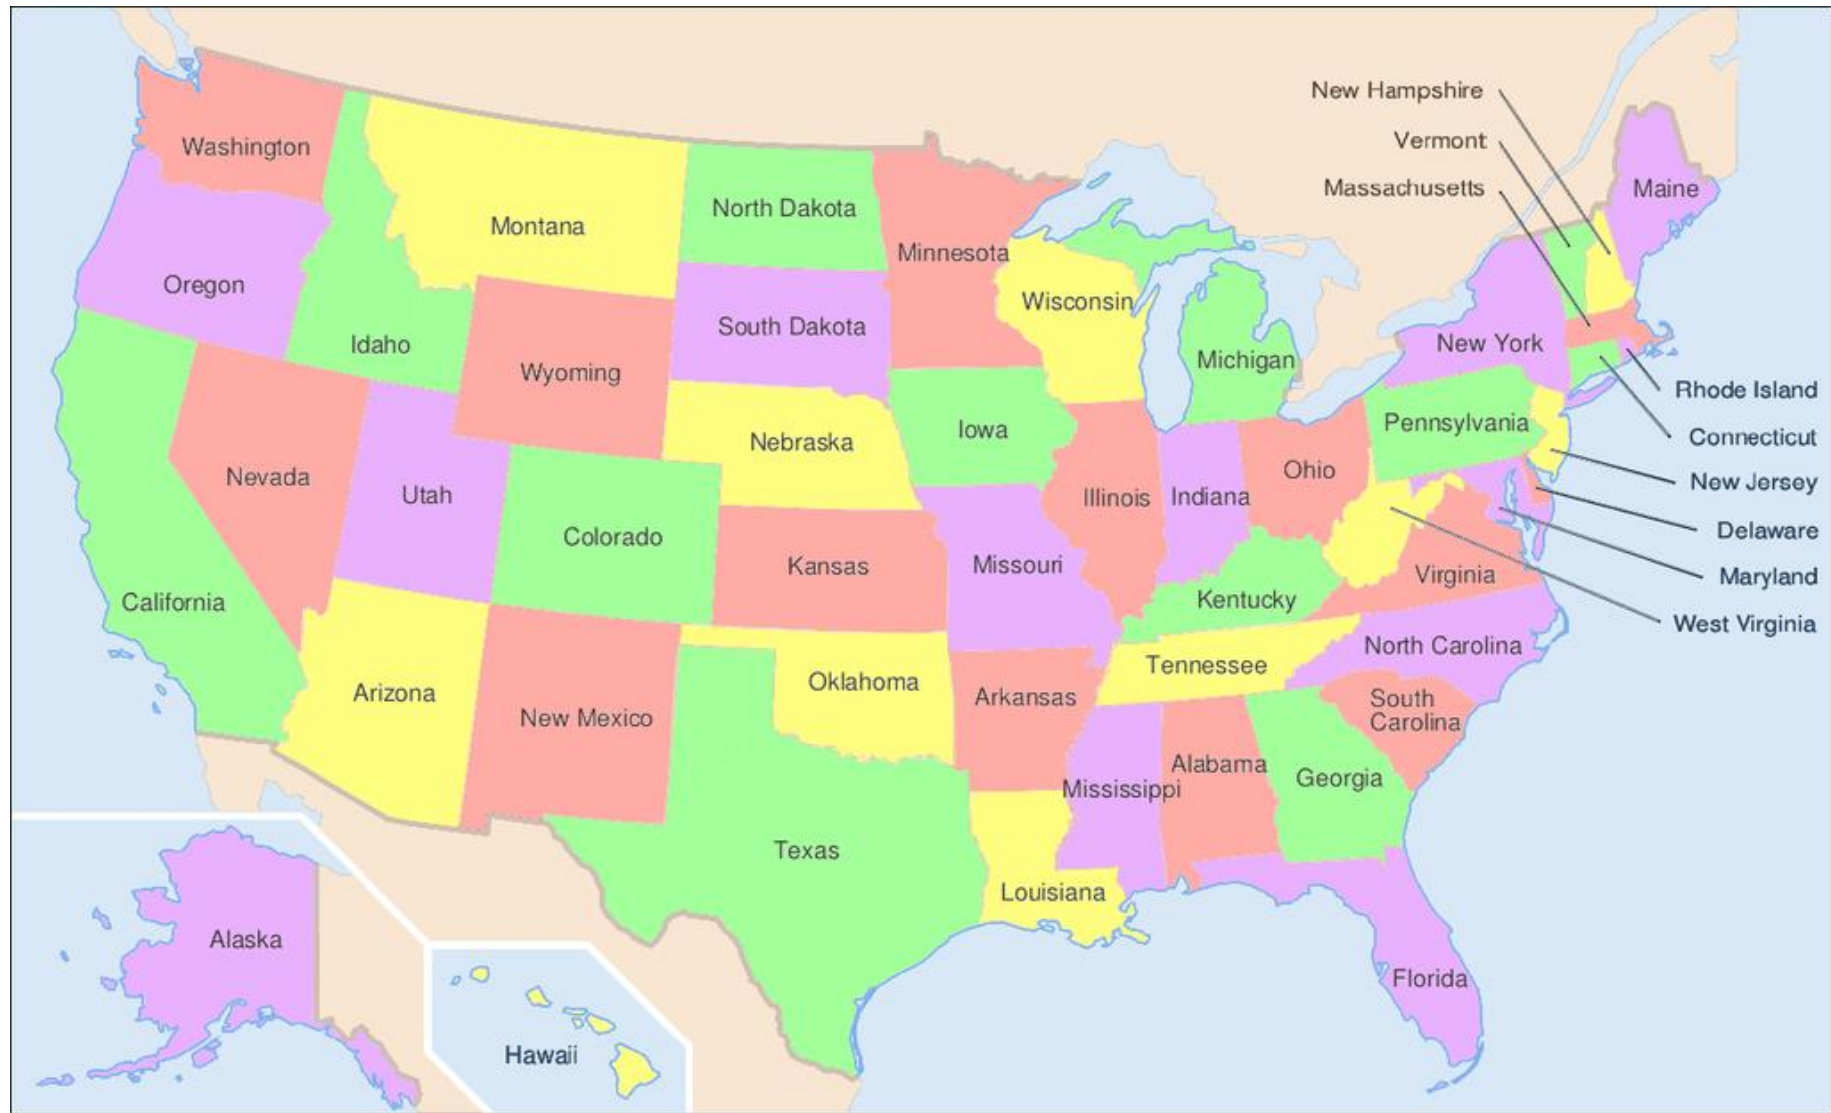 New Hampshire
Vermont
Massachusetts
Washington
Maine
Montana
North Dakota
Minnesota
Oregon
Wisconsin
South Dakota
Idaho
New York
Michigan
Wyoming
Rhode Island
Pennsylvania
Iowa
Connecticut
Nebraska
Ohio
Nevada
New Jersey
Utah
Illinois
Indiana
Delaware
Colorado
Missouri
Kansas
Virginia
Maryland
California
Kentucky
West Virginia
North Carolina
Tennessee
Oklahoma
Arizona
Arkansas
South
Carolina
New Mexico
Alabama
Georgia
Mississippi
Texas
Louisiana
Alaska
Florida
Hawaii